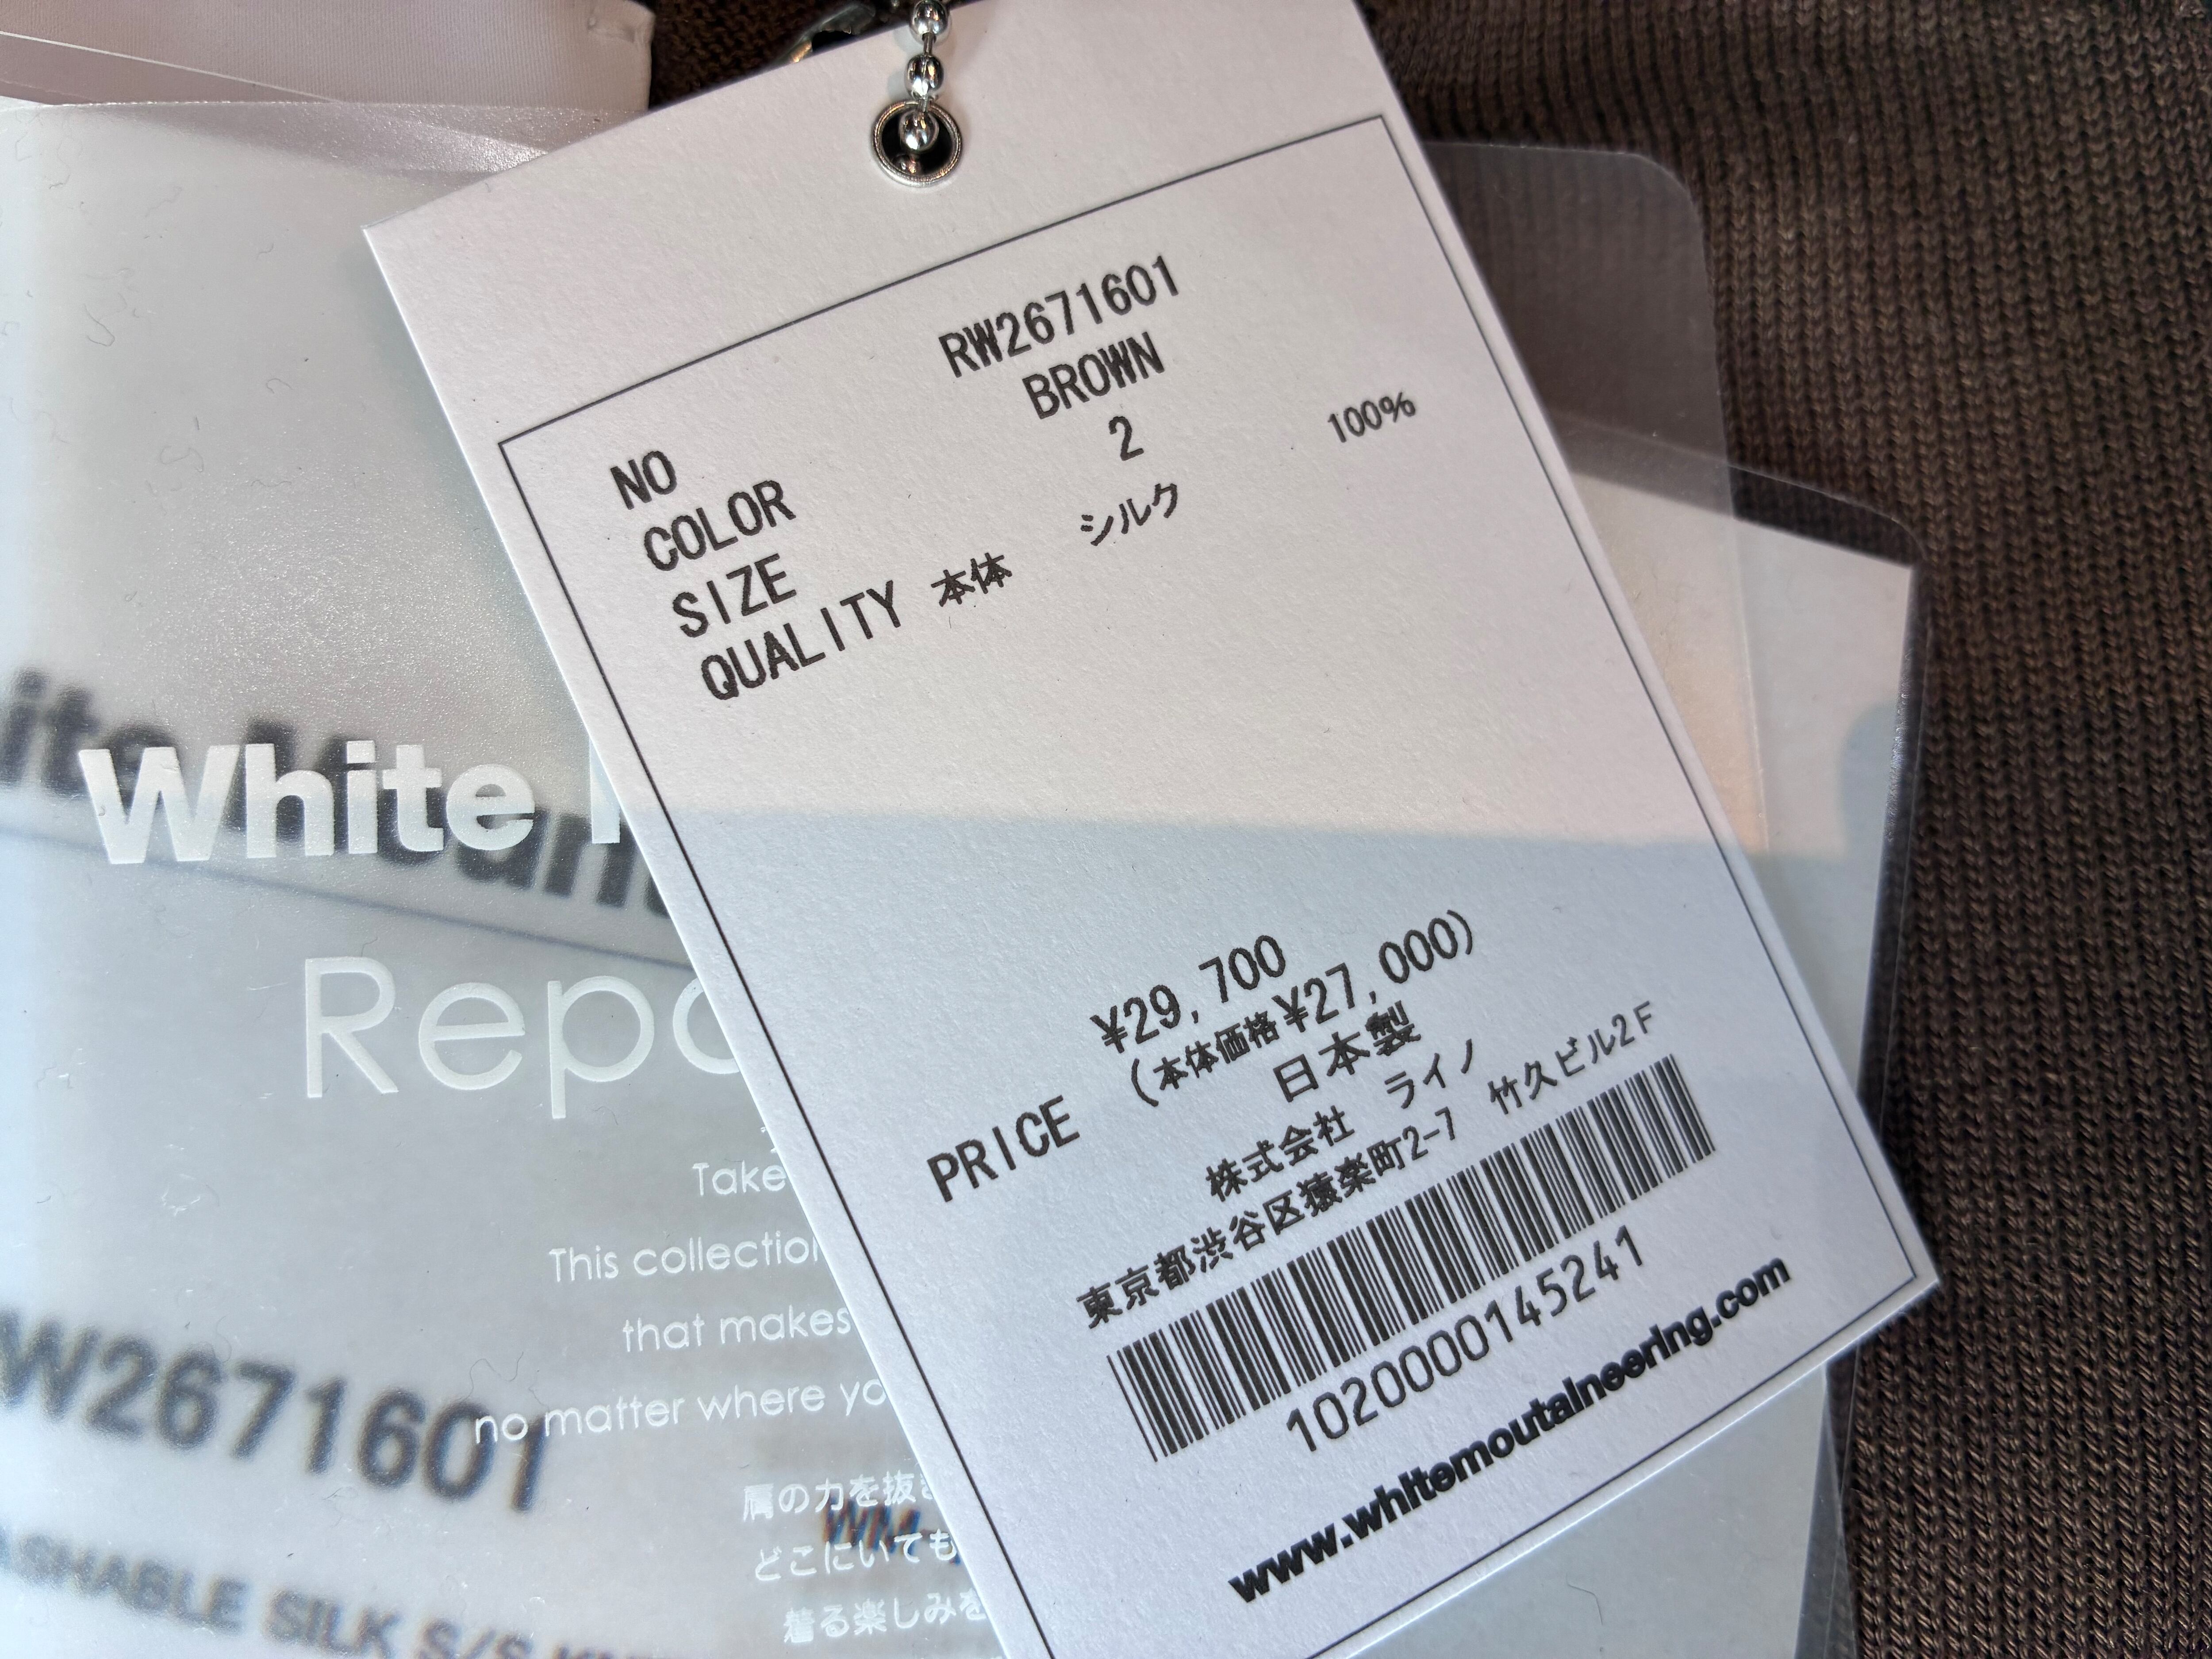 NO RW2671601
COLOR BROWN
SIZE 2
QUALITY 本体 シルク 100%
¥29,700
PRICE (本体価格¥27,000)
日本製
株式会社 ライノ
東京都渋谷区猿楽町2-7 竹久ビル2F
1020000145241
www.whitemoutaineering.com
White
Repo
Take
This collection
that makes
no matter where yo
肩の力を抜き
どこにいても
着る楽しみを
W2671601
SHABLE SILK S/S
WM